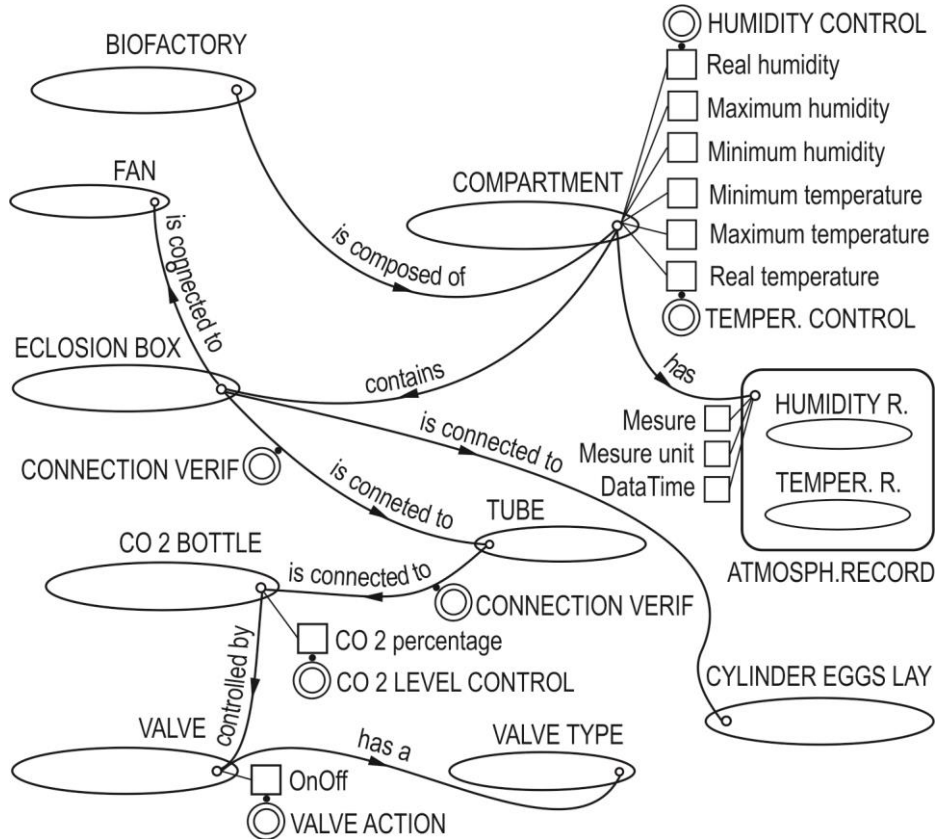 HUMIDITY CONTROL
BIOFACTORY
Real humidity
Maximum humidity
Minimum humidity
FAN
COMPARTMENT
Minimum temperature
Maximum temperature
Real temperature
is connected to
is composed of
TEMPER. CONTROL
ECLOSION BOX
contains
has
HUMIDITY R.
Mesure
Mesure unit
DataTime
TEMPER. R.
ATMOSPH.RECORD
is connected to
CONNECTION VERIF
is conneted to
TUBE
CO 2 BOTTLE
is connected to
CONNECTION VERIF
CO 2 percentage
CO 2 LEVEL CONTROL
controlled by
CYLINDER EGGS LAY
VALVE
has a
VALVE TYPE
OnOff
VALVE ACTION